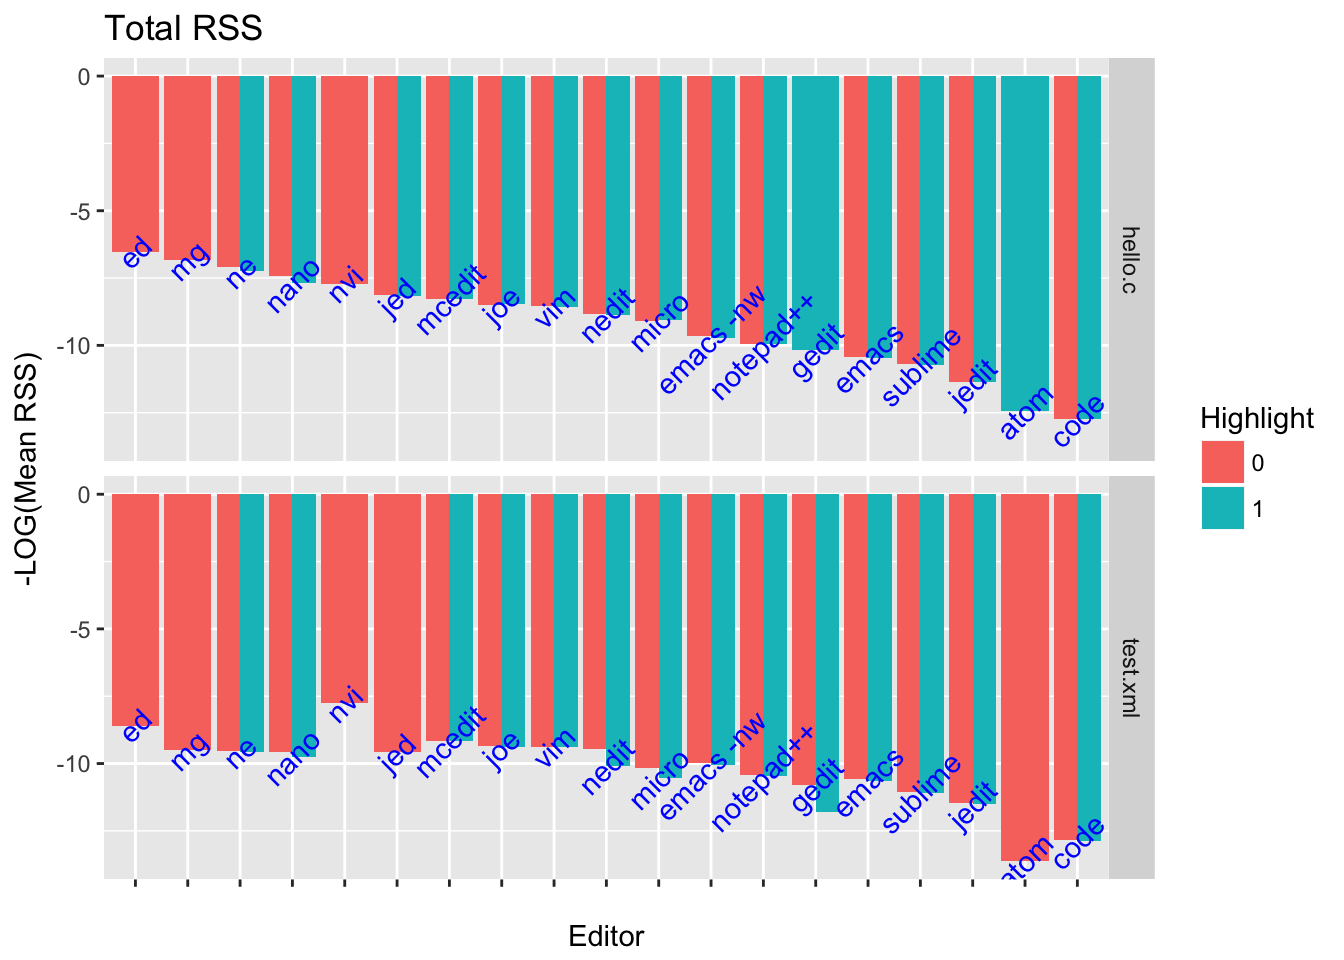 Total RSS
-LOG(Mean RSS)
0
-5
-10
ed
mg
ne
nano
nvi
jed
mcedit
joe
vim
nedit
micro
emacs -nw
notepad++
gedit
emacs
sublime
jedit
atom
code
hello.c
0
-5
-10
ed
mg
ne
nano
nvi
jed
mcedit
joe
vim
nedit
micro
emacs -nw
notepad++
gedit
emacs
sublime
jedit
atom
code
test.xml
Editor
Highlight
0
1